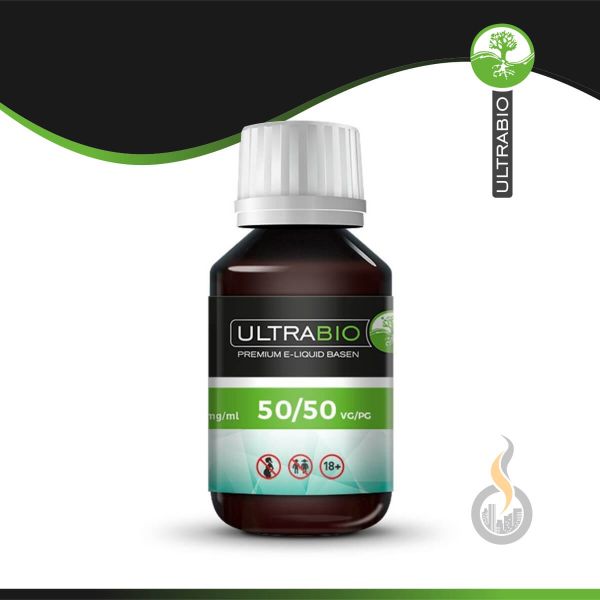 ULTRABIO
ULTRABIO
PREMIUM E-LIQUID BASEN
mg/ml 50/50 VG/PG
18+